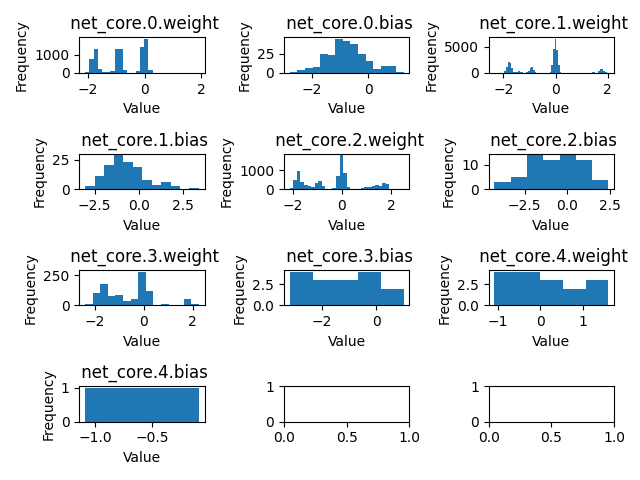 net_core.0.weight
net_core.0.bias
net_core.1.weight
Frequency
1000
0
−2
0
2
Value
Frequency
25
0
−2
0
Value
Frequency
5000
0
−2
0
2
Value
net_core.1.bias
net_core.2.weight
net_core.2.bias
Frequency
25
0
−2.5
0.0
2.5
Value
Frequency
1000
0
−2
0
2
Value
Frequency
10
0
−2.5
0.0
2.5
Value
net_core.3.weight
net_core.3.bias
net_core.4.weight
Frequency
250
0
−2
0
2
Value
Frequency
2.5
0.0
−2
0
Value
Frequency
2.5
0.0
−1
0
1
Value
net_core.4.bias
Frequency
1
0
−1.0
−0.5
Value
1
0
0.0
0.5
1.0
1
0
0.0
0.5
1.0